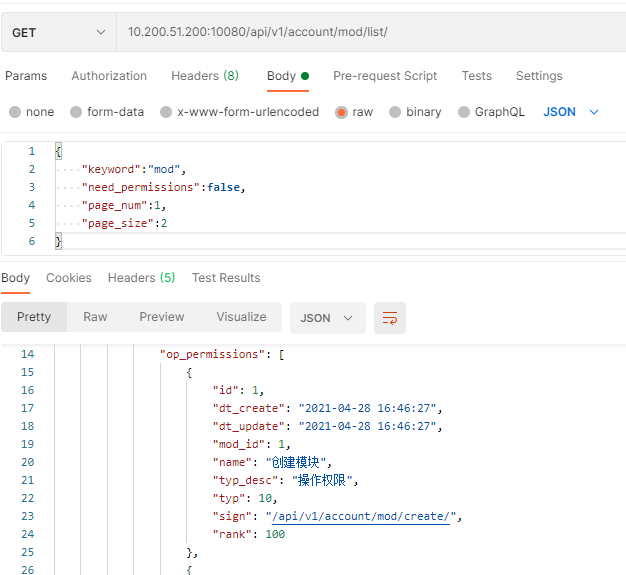 GET 10.200.51.200:10080/api/v1/account/mod/list/
Params Authorization Headers (8) Body Pre-request Script Tests Settings
none form-data x-www-form-urlencoded raw binary GraphQL JSON
1 {
2 ····"keyword":"mod",
3 ····"need_permissions":false,
4 ····"page_num":1,
5 ····"page_size":2
6 }
Body Cookies Headers (5) Test Results
Pretty Raw Preview Visualize JSON
14 "op_permissions": [
15 {
16 "id": 1,
17 "dt_create": "2021-04-28 16:46:27",
18 "dt_update": "2021-04-28 16:46:27",
19 "mod_id": 1,
20 "name": "创建模块",
21 "typ_desc": "操作权限",
22 "typ": 10,
23 "sign": "/api/v1/account/mod/create/",
24 "rank": 100
25 },
26 {